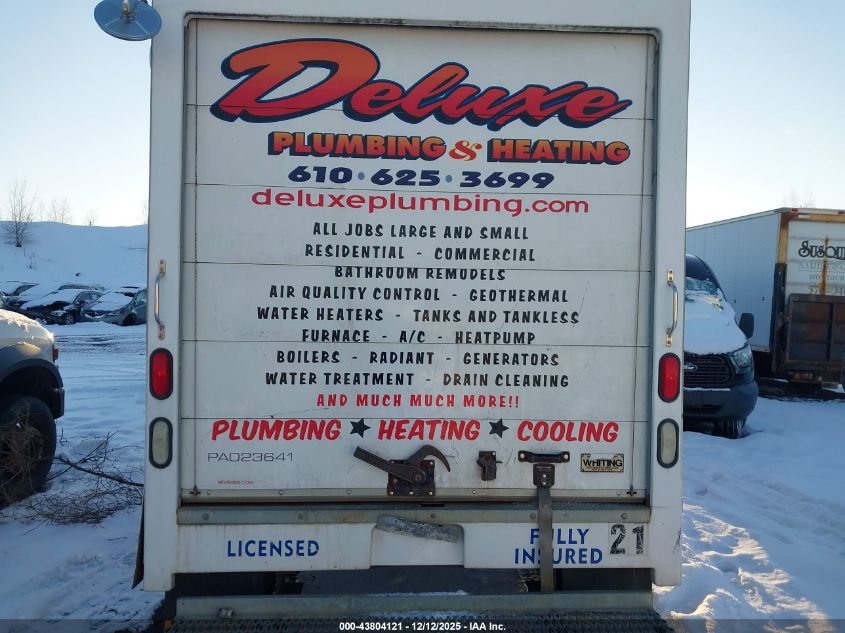 Deluxe
PLUMBING & HEATING
610 • 625 • 3699
deluxeplumbing.com
ALL JOBS LARGE AND SMALL
RESIDENTIAL - COMMERCIAL
BATHROOM REMODELS
AIR QUALITY CONTROL - GEOTHERMAL
WATER HEATERS - TANKS AND TANKLESS
FURNACE - A/C - HEATPUMP
BOILERS - RADIANT - GENERATORS
WATER TREATMENT - DRAIN CLEANING
AND MUCH MUCH MORE!!
PLUMBING ★ HEATING ★ COOLING
PA023641
WHITING
LICENSED
FULLY
INSURED
21
000-43804121 - 12/12/2025 - IAA, Inc.